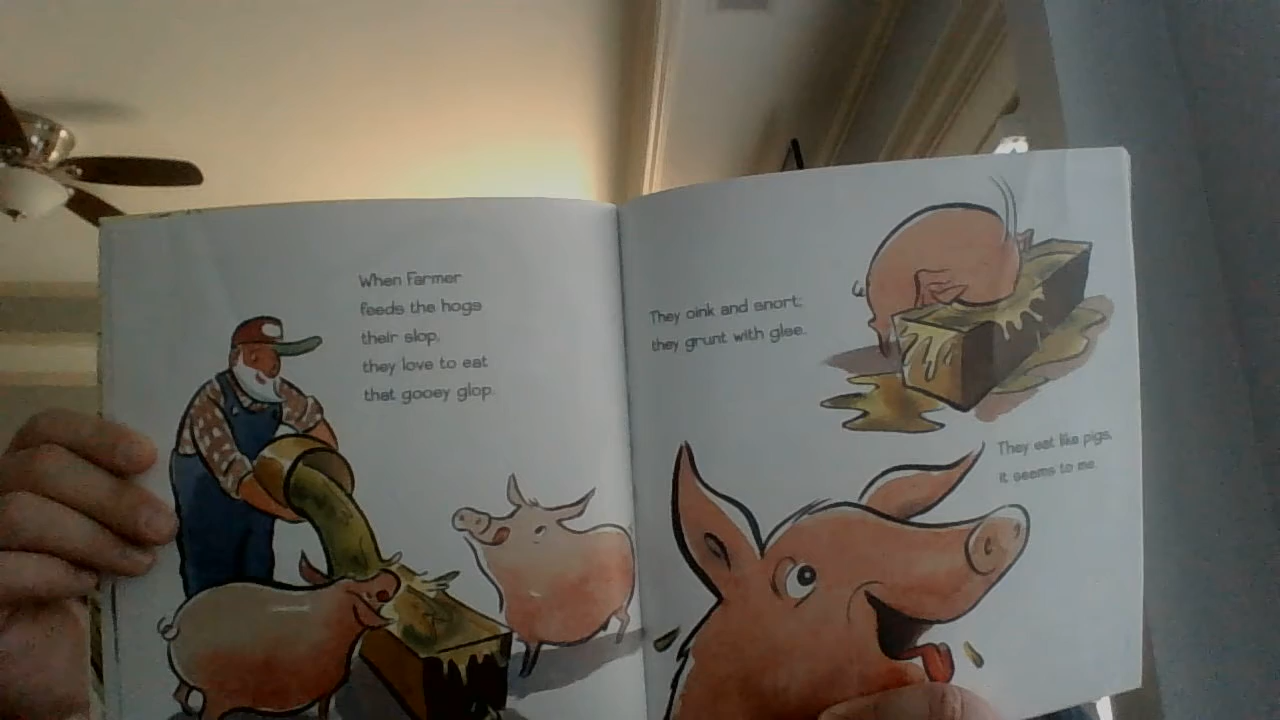 When Farmer
feeds the hogs
their slop,
they love to eat
that gooey glop.
They oink and snort;
they grunt with glee.
They eat like pigs,
it seems to me.